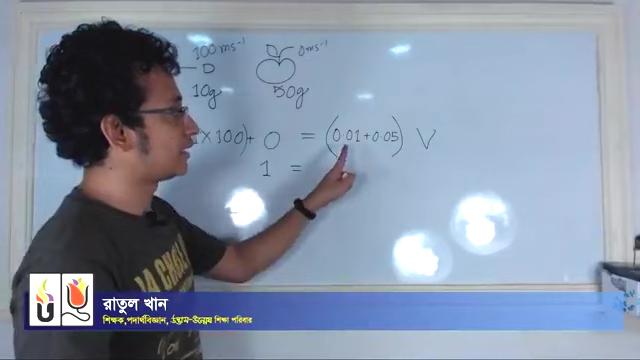 100 ms⁻¹ 0 ms⁻¹
10g 50g
×100) + 0 = (0.01+0.05) V
1 =
রাতুল খান
শিক্ষক,পদার্থবিজ্ঞান, উদ্ভাস-উন্মেষ শিক্ষা পরিবার